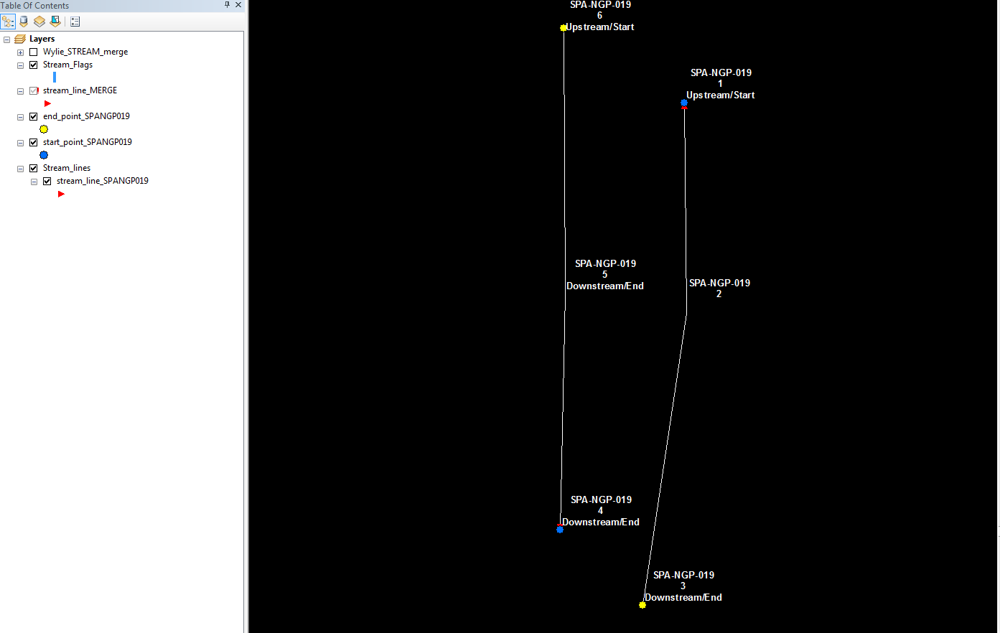 Table Of Contents
Layers
Wylie_STREAM_merge
Stream_Flags
stream_line_MERGE
end_point_SPANGP019
start_point_SPANGP019
Stream_lines
stream_line_SPANGP019
SPA-NGP-019
6
Upstream/Start
SPA-NGP-019
1
Upstream/Start
SPA-NGP-019
5
Downstream/End
SPA-NGP-019
2
SPA-NGP-019
4
Downstream/End
SPA-NGP-019
3
Downstream/End